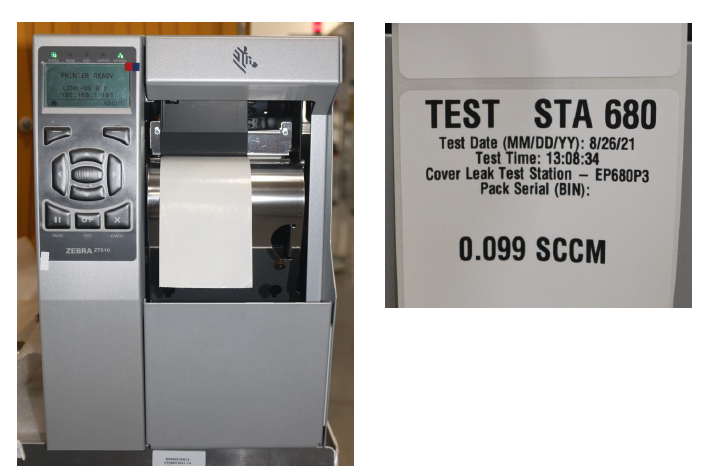 PRINTER READY
ZEBRA ZT510
TEST STA 680
Test Date (MM/DD/YY): 8/26/21
Test Time: 13:08:34
Cover Leak Test Station – EP680P3
Pack Serial (BIN):
0.099 SCCM